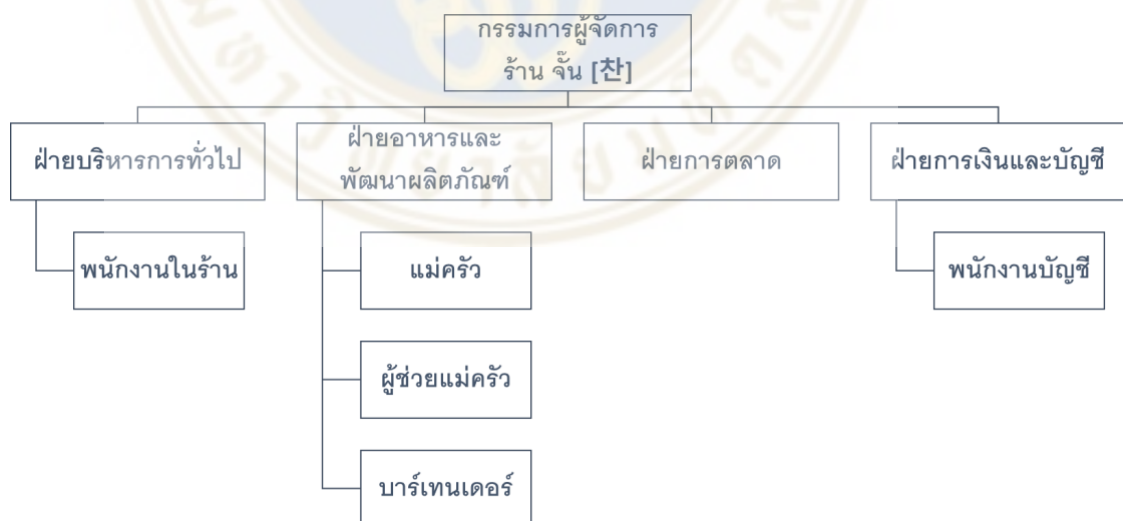 กรรมการผู้จัดการ
ร้าน จั๊น [찬]
ฝ่ายบริหารการทั่วไป
ฝ่ายอาหารและ
พัฒนาผลิตภัณฑ์
ฝ่ายการตลาด
ฝ่ายการเงินและบัญชี
พนักงานในร้าน
แม่ครัว
พนักงานบัญชี
ผู้ช่วยแม่ครัว
บาร์เทนเดอร์